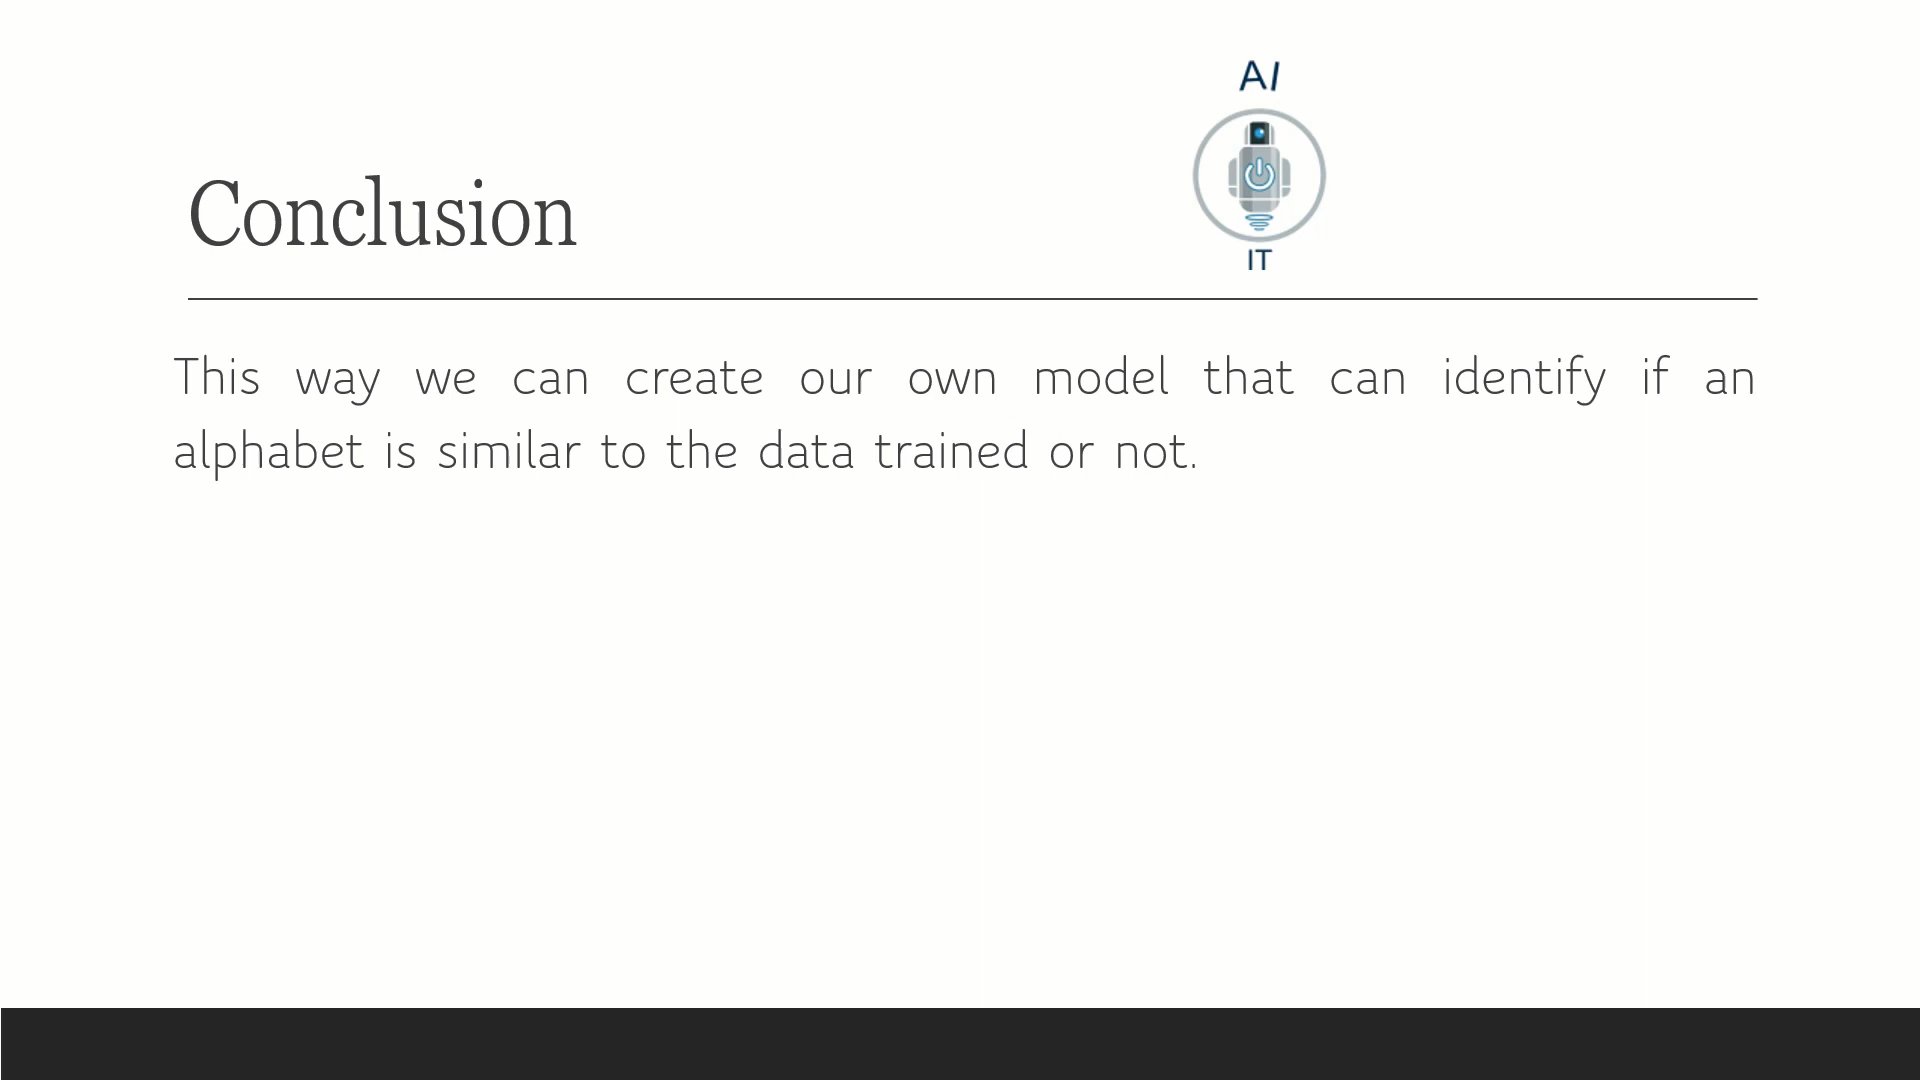 AI
Conclusion
IT
This way we can create our own model that can identify if an
alphabet is similar to the data trained or not.